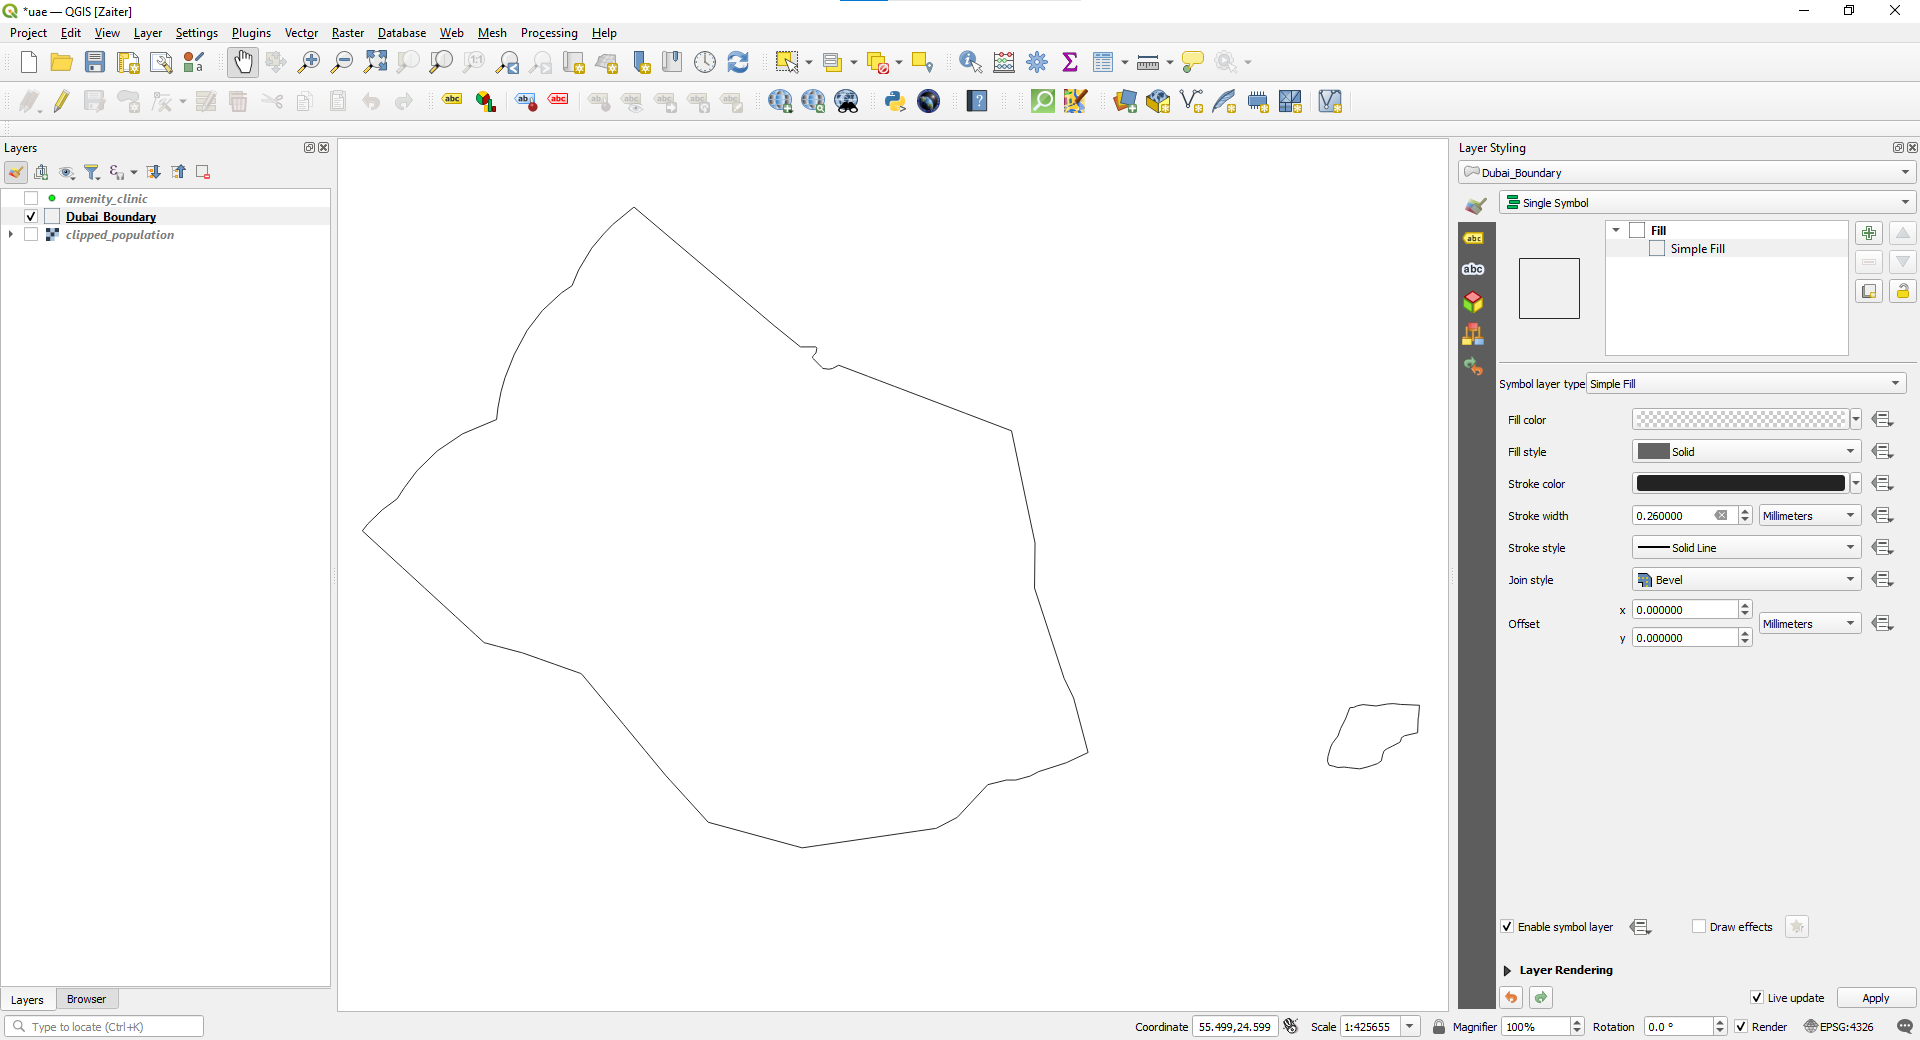 *uae — QGIS [Zaiter]
Project Edit View Layer Settings Plugins Vector Raster Database Web Mesh Processing Help
Layers
amenity_clinic
Dubai_Boundary
clipped_population
Layers Browser
Type to locate (Ctrl+K)
Layer Styling
Dubai_Boundary
Single Symbol
Fill
Simple Fill
Symbol layer type Simple Fill
Fill color
Fill style Solid
Stroke color
Stroke width 0.260000 Millimeters
Stroke style Solid Line
Join style Bevel
x 0.000000
Offset Millimeters
y 0.000000
Enable symbol layer Draw effects
Layer Rendering
Live update Apply
Coordinate 55.499,24.599 Scale 1:425655 Magnifier 100% Rotation 0.0 ° Render EPSG:4326